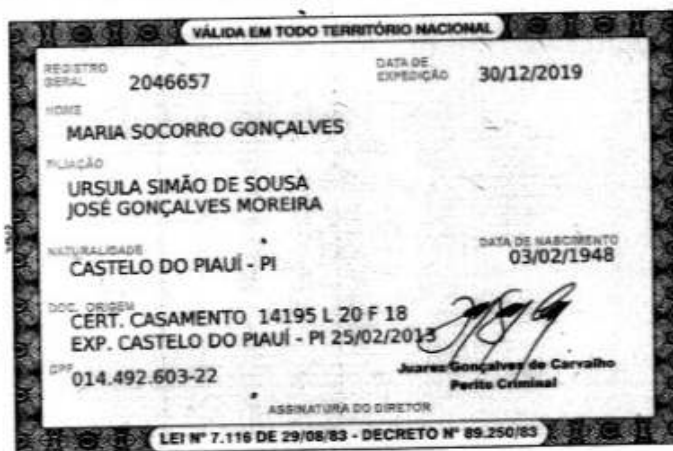 VÁLIDA EM TODO TERRITÓRIO NACIONAL
REGISTRO GERAL 2046657 DATA DE EXPEDIÇÃO 30/12/2019
NOME
MARIA SOCORRO GONÇALVES
FILIAÇÃO
URSULA SIMÃO DE SOUSA
JOSÉ GONÇALVES MOREIRA
NATURALIDADE DATA DE NASCIMENTO
CASTELO DO PIAUÍ - PI 03/02/1948
DOC. ORIGEM
CERT. CASAMENTO 14195 L 20 F 18
EXP. CASTELO DO PIAUÍ - PI 25/02/2013
CPF 014.492.603-22
Juarez Gonçalves de Carvalho
Perito Criminal
ASSINATURA DO DIRETOR
LEI Nº 7.116 DE 29/08/83 - DECRETO Nº 89.250/83